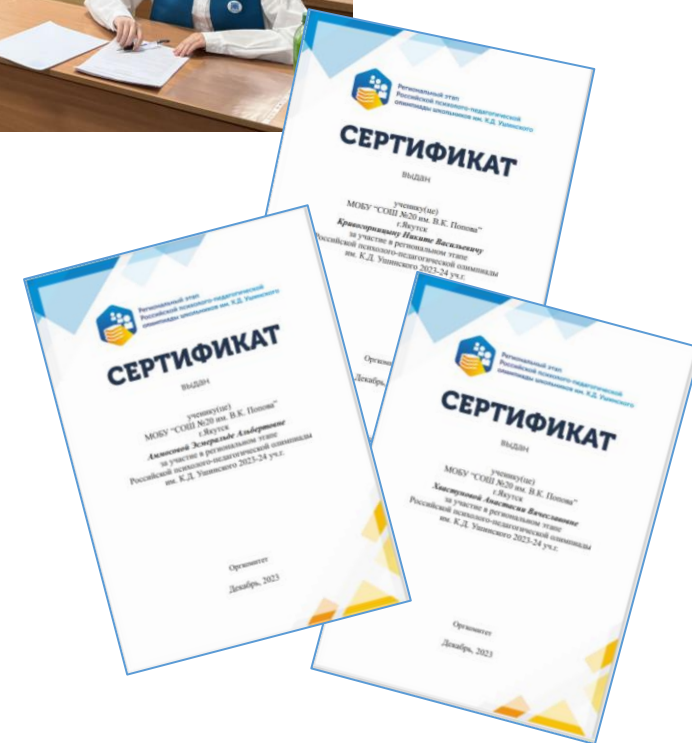 Региональный этап
Российской психолого-педагогической
олимпиады школьников им. К.Д. Ушинского
СЕРТИФИКАТ
выдан
ученику(це)
МОБУ "СОШ №20 им. В.К. Попова"
г.Якутск
Кривогорницыну Никите Васильевичу
за участие в региональном этапе
Российской психолого-педагогической олимпиады
им. К.Д. Ушинского 2023-24 уч.г.
Декабрь,
Региональный этап
Российской психолого-педагогической
олимпиады школьников им. К.Д. Ушинского
СЕРТИФИКАТ
выдан
ученику(це)
МОБУ "СОШ №20 им. В.К. Попова"
г.Якутск
Аммосовой Эсмеральде Альбертовне
за участие в региональном этапе
Российской психолого-педагогической олимпиады
им. К.Д. Ушинского 2023-24 уч.г.
Оргкомитет
Декабрь, 2023
Региональный этап
Российской психолого-педагогической
олимпиады школьников им. К.Д. Ушинского
СЕРТИФИКАТ
выдан
ученику(це)
МОБУ "СОШ №20 им. В.К. Попова"
г.Якутск
Хвастуновой Анастасии Вячеславовне
за участие в региональном этапе
Российской психолого-педагогической олимпиады
им. К.Д. Ушинского 2023-24 уч.г.
Оргкомитет
Декабрь, 2023